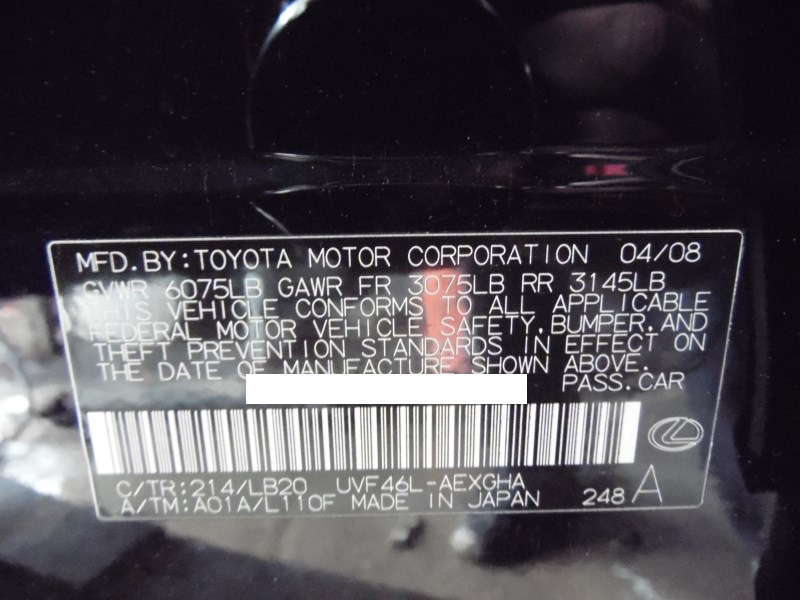 MFD.BY:TOYOTA MOTOR CORPORATION 04/08
GVWR 6075LB GAWR FR 3075LB RR 3145LB
THIS VEHICLE CONFORMS TO ALL APPLICABLE
FEDERAL MOTOR VEHICLE SAFETY,BUMPER,AND
THEFT PREVENTION STANDARDS IN EFFECT ON
THE DATE OF MANUFACTURE SHOWN ABOVE.
PASS.CAR
C/TR:214/LB20 UVF46L-AEXGHA
A/TM:A01A/L110F MADE IN JAPAN 248 A